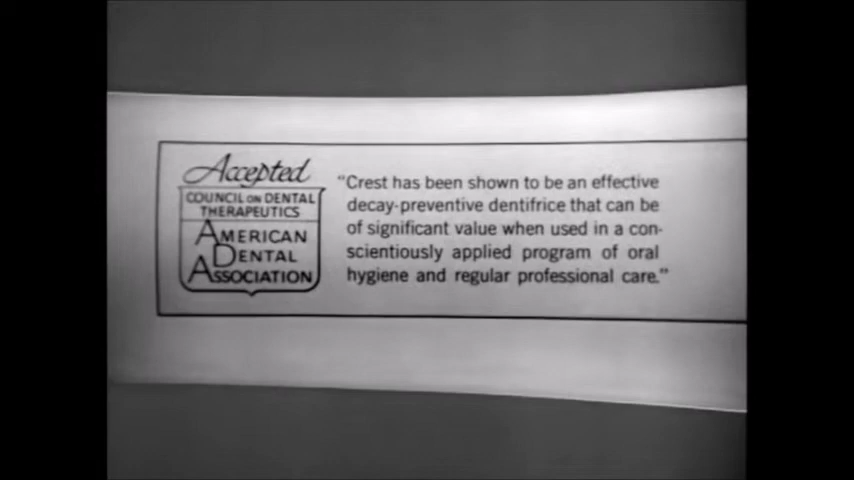 Accepted
COUNCIL ON DENTAL
THERAPEUTICS
AMERICAN
DENTAL
ASSOCIATION
"Crest has been shown to be an effective
decay-preventive dentifrice that can be
of significant value when used in a con-
scientiously applied program of oral
hygiene and regular professional care."